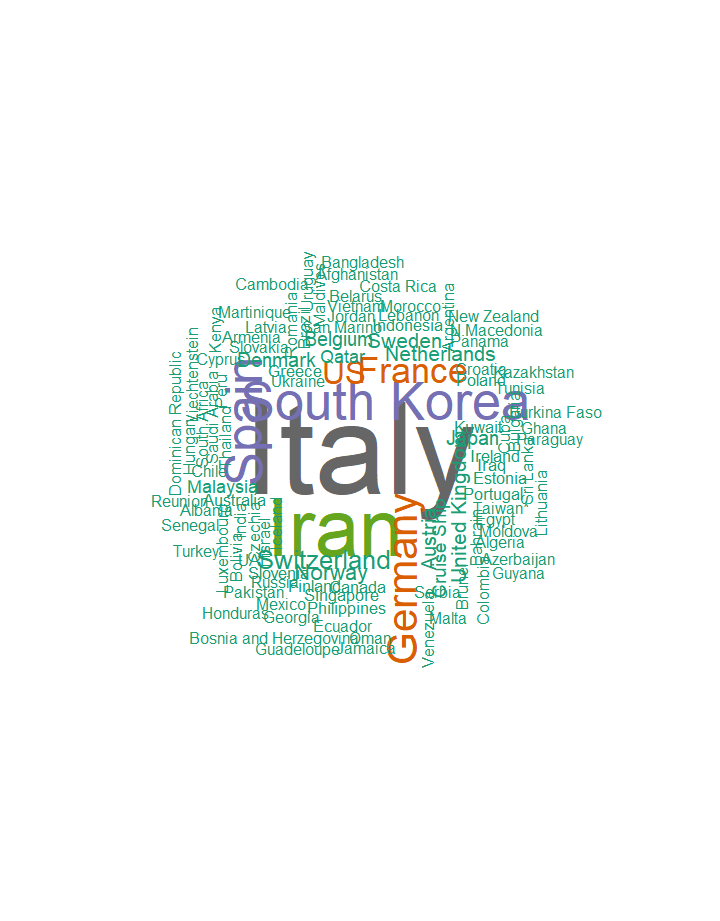 Bangladesh
Afghanistan
Cambodia
Costa Rica
Uruguay
Maldives
Belarus
Romania
Brazil
Martinique
Vietnam
Morocco
Argentina
Jordan
Lebanon
New Zealand
Kenya
Latvia
San Marino
Indonesia
N.Macedonia
Armenia
Belgium
Sweden
Panama
Slovakia
Cyprus
Denmark
Qatar
Netherlands
Liechtenstein
Dominican Republic
Greece
US
France
Croatia
Kazakhstan
Ukraine
Poland
Tunisia
Peru
Saudi Arabia
South Africa
Hungary
Thailand
Spain
South Korea
Burkina Faso
Cuba
Bulgaria
Kuwait
Ghana
Italy
Japan
Paraguay
Ireland
Sri Lanka
Chile
Iraq
Estonia
Malaysia
Portugal
Lithuania
Reunion
Australia
Albania
Taiwan
Senegal
India
Israel
Iceland
Iran
Germany
Austria
United Kingdom
Cruise Ship
Egypt
Moldova
Bahrain
Algeria
Turkey
Luxembourg
Bolivia
UAE
Czechia
Switzerland
Azerbaijan
Slovenia
Norway
Guyana
Russia
Finland
Canada
Pakistan
Singapore
Serbia
Brunei
Colombia
Mexico
Philippines
Honduras
Georgia
Venezuela
Malta
Ecuador
Bosnia and Herzegovina
Oman
Guadeloupe
Jamaica